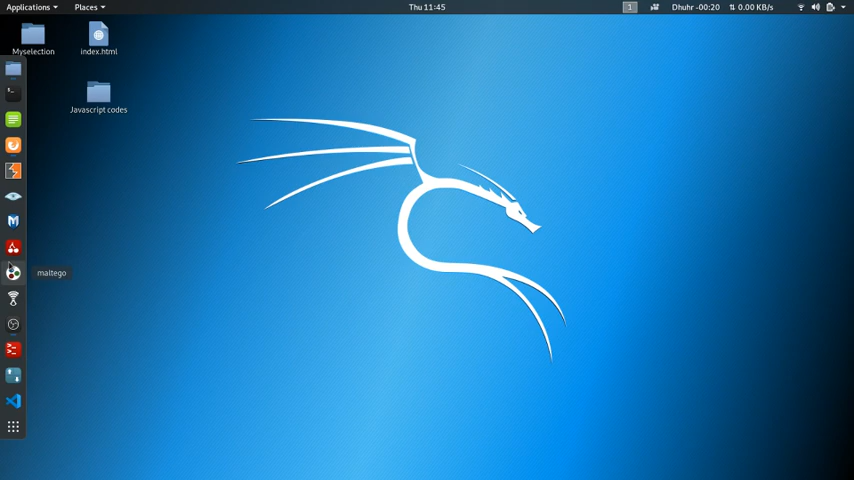 Applications Places Thu 11:45 1 Dhuhr -00:20 0.00 KB/s
Myselection index.html
Javascript codes
maltego